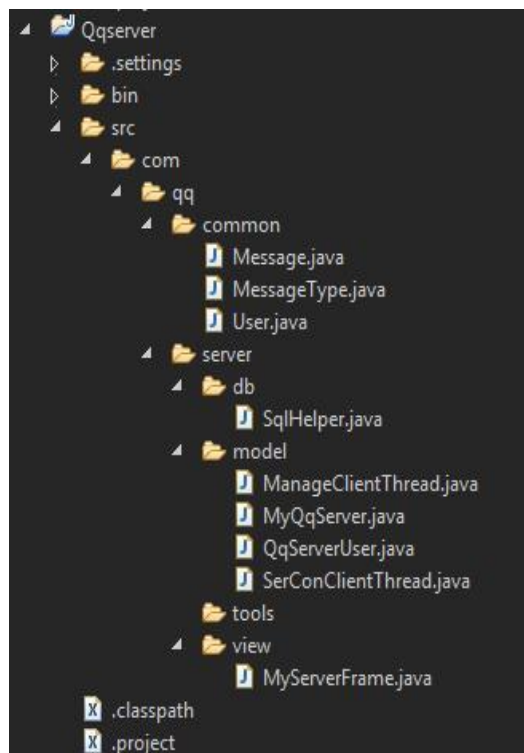 Qqserver
.settings
bin
src
com
qq
common
Message.java
MessageType.java
User.java
server
db
SqlHelper.java
model
ManageClientThread.java
MyQqServer.java
QqServerUser.java
SerConClientThread.java
tools
view
MyServerFrame.java
.classpath
.project